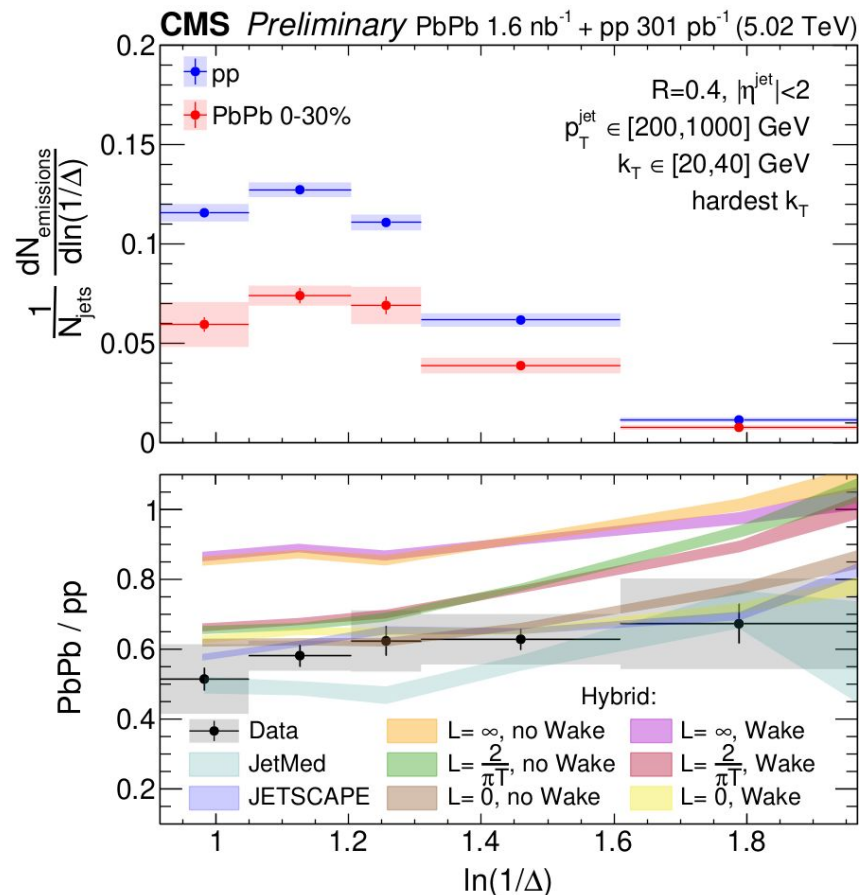 CMS Preliminary PbPb 1.6 nb⁻¹ + pp 301 pb⁻¹ (5.02 TeV)
0.2
0.15
0.1
0.05
0
1/N_jets dN_emissions/dln(1/Δ)
pp
PbPb 0-30%
R=0.4, |η^jet|<2
p_T^jet ∈ [200,1000] GeV
k_T ∈ [20,40] GeV
hardest k_T
1
0.8
0.6
0.4
0.2
PbPb / pp
Hybrid:
Data
L= ∞, no Wake
L= ∞, Wake
JetMed
L= 2/πT, no Wake
L= 2/πT, Wake
JETSCAPE
L= 0, no Wake
L= 0, Wake
1 1.2 1.4 1.6 1.8
ln(1/Δ)